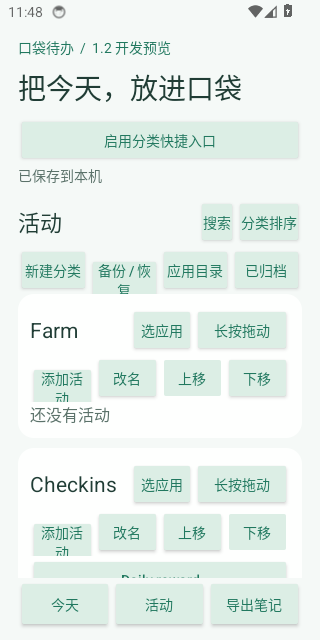 11:48
口袋待办 / 1.2 开发预览
把今天，放进口袋
启用分类快捷入口
已保存到本机
活动
搜索
分类排序
新建分类
备份 / 恢
复
应用目录
已归档
Farm
选应用
长按拖动
添加活
动
改名
上移
下移
还没有活动
Checkins
选应用
长按拖动
添加活
动
改名
上移
下移
今天
活动
导出笔记